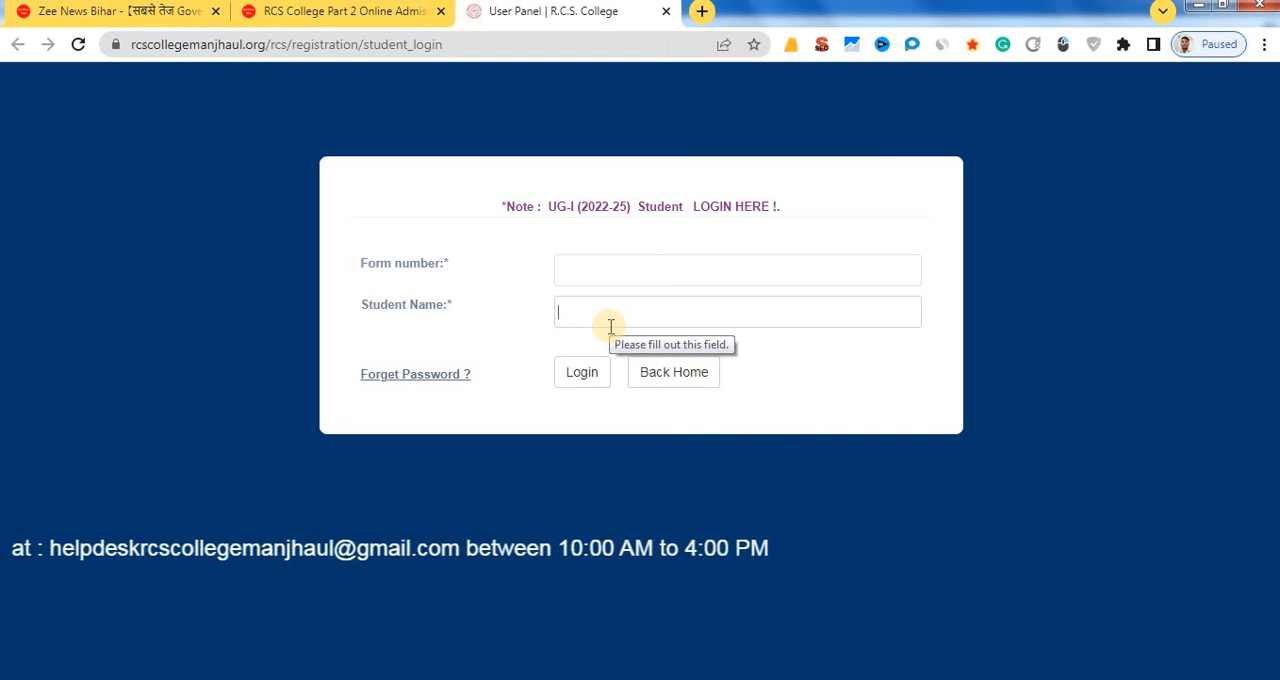 Zee News Bihar - 【सबसे तेज Gove
RCS College Part 2 Online Admis
User Panel | R.C.S. College
rcscollegemanjhaul.org/rcs/registration/student_login
Paused
*Note : UG-I (2022-25) Student LOGIN HERE !.
Form number:*
Student Name:*
Please fill out this field.
Forget Password ?
Login
Back Home
at : helpdeskrcscollegemanjhaul@gmail.com between 10:00 AM to 4:00 PM